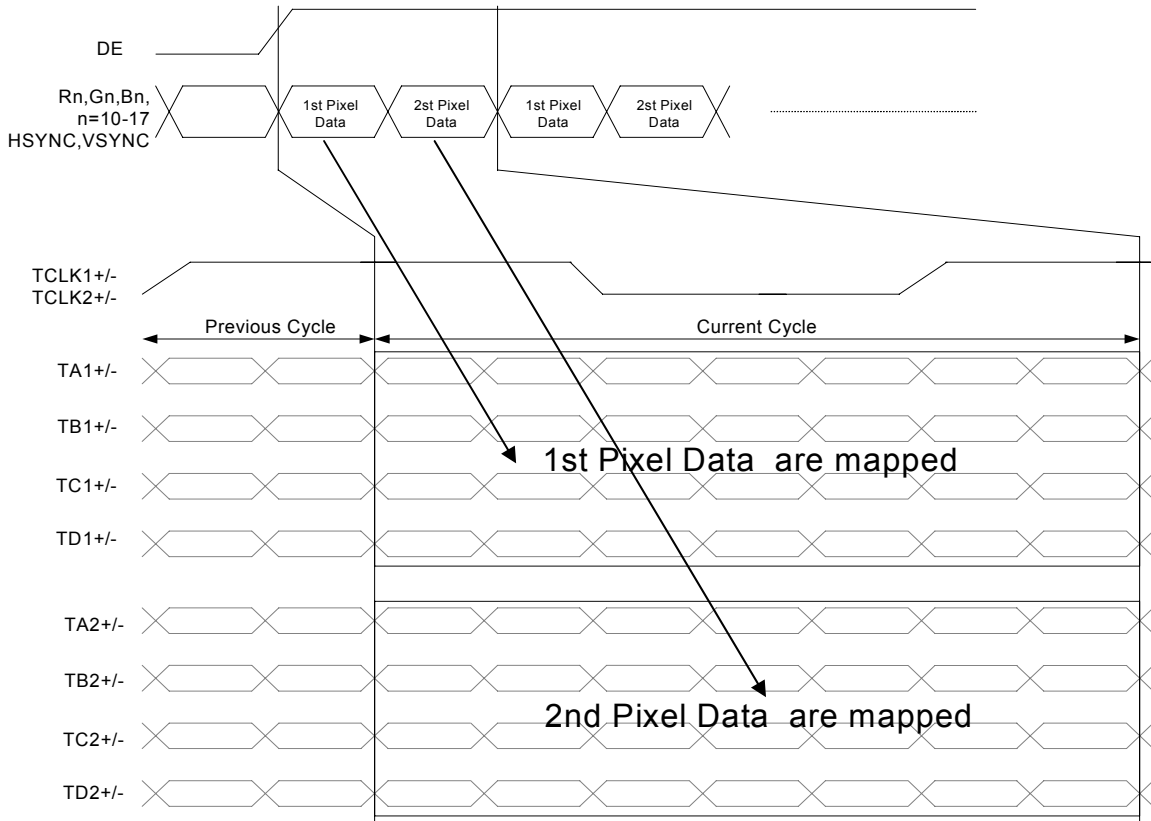 DE
Rn,Gn,Bn,
n=10-17
HSYNC,VSYNC
1st Pixel
Data
2st Pixel
Data
1st Pixel
Data
2st Pixel
Data
TCLK1+/-
TCLK2+/-
Previous Cycle
Current Cycle
TA1+/-
TB1+/-
1st Pixel Data are mapped
TC1+/-
TD1+/-
TA2+/-
TB2+/-
2nd Pixel Data are mapped
TC2+/-
TD2+/-